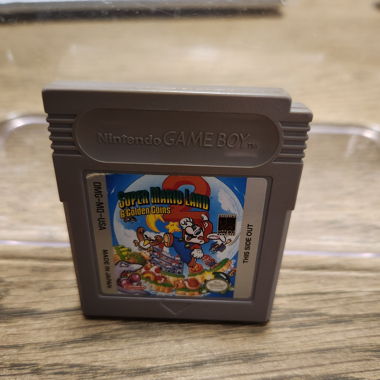 Nintendo GAME BOY TM
SUPER MARIO LAND 2
6 Golden Coins
DMG-MQ-USA
MADE IN JAPAN
THIS SIDE OUT